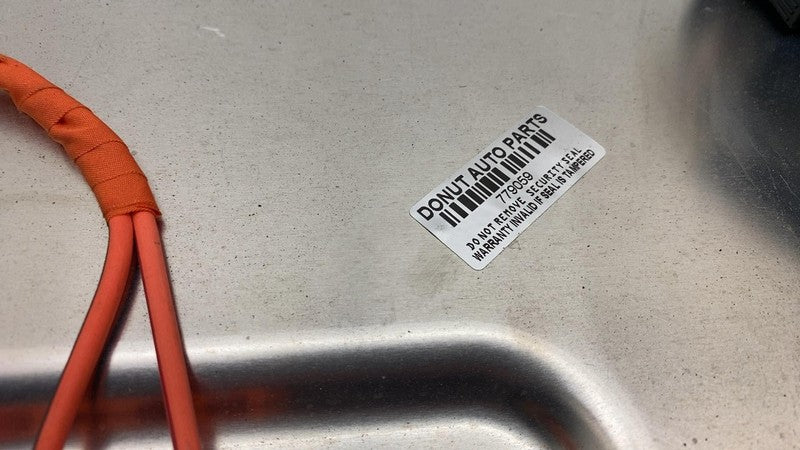 DONUT AUTO PARTS
779059
DO NOT REMOVE SECURITY SEAL
WARRANTY INVALID IF SEAL IS TAMPERED